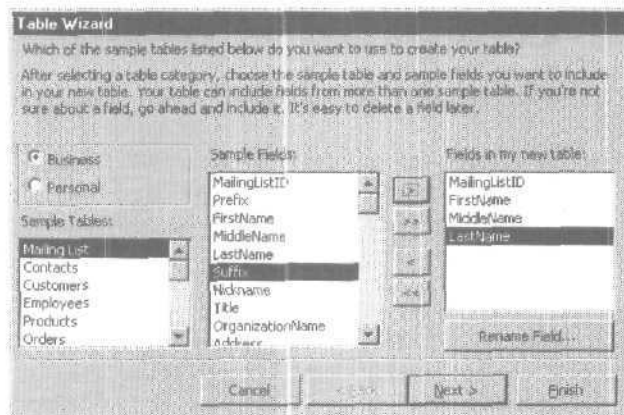 Table Wizard
Which of the sample tables listed below do you want to use to create your table?
After selecting a table category, choose the sample table and sample fields you want to include
in your new table. Your table can include fields from more than one sample table. If you're not
sure about a field, go ahead and include it. It's easy to delete a field later.
Business
Personal
Sample Tables:
Mailing List
Contacts
Customers
Employees
Products
Orders
Sample Fields:
MailingListID
Prefix
FirstName
MiddleName
LastName
Suffix
Nickname
Title
OrganizationName
Address
>
>>
<
<<
Fields in my new table:
MailingListID
FirstName
MiddleName
LastName
Rename Field...
Cancel
< Back
Next >
Finish